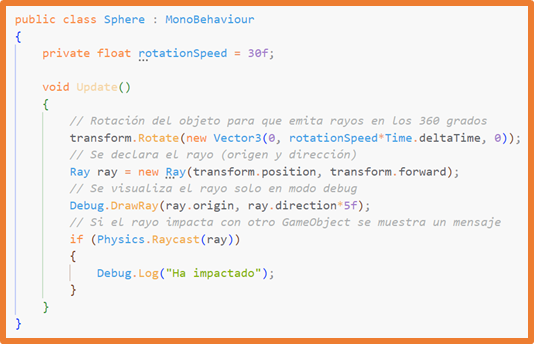 public class Sphere : MonoBehaviour
{
    private float rotationSpeed = 30f;

    void Update()
    {
        // Rotación del objeto para que emita rayos en los 360 grados
        transform.Rotate(new Vector3(0, rotationSpeed*Time.deltaTime, 0));
        // Se declara el rayo (origen y dirección)
        Ray ray = new Ray(transform.position, transform.forward);
        // Se visualiza el rayo solo en modo debug
        Debug.DrawRay(ray.origin, ray.direction*5f);
        // Si el rayo impacta con otro GameObject se muestra un mensaje
        if (Physics.Raycast(ray))
        {
            Debug.Log("Ha impactado");
        }
    }
}